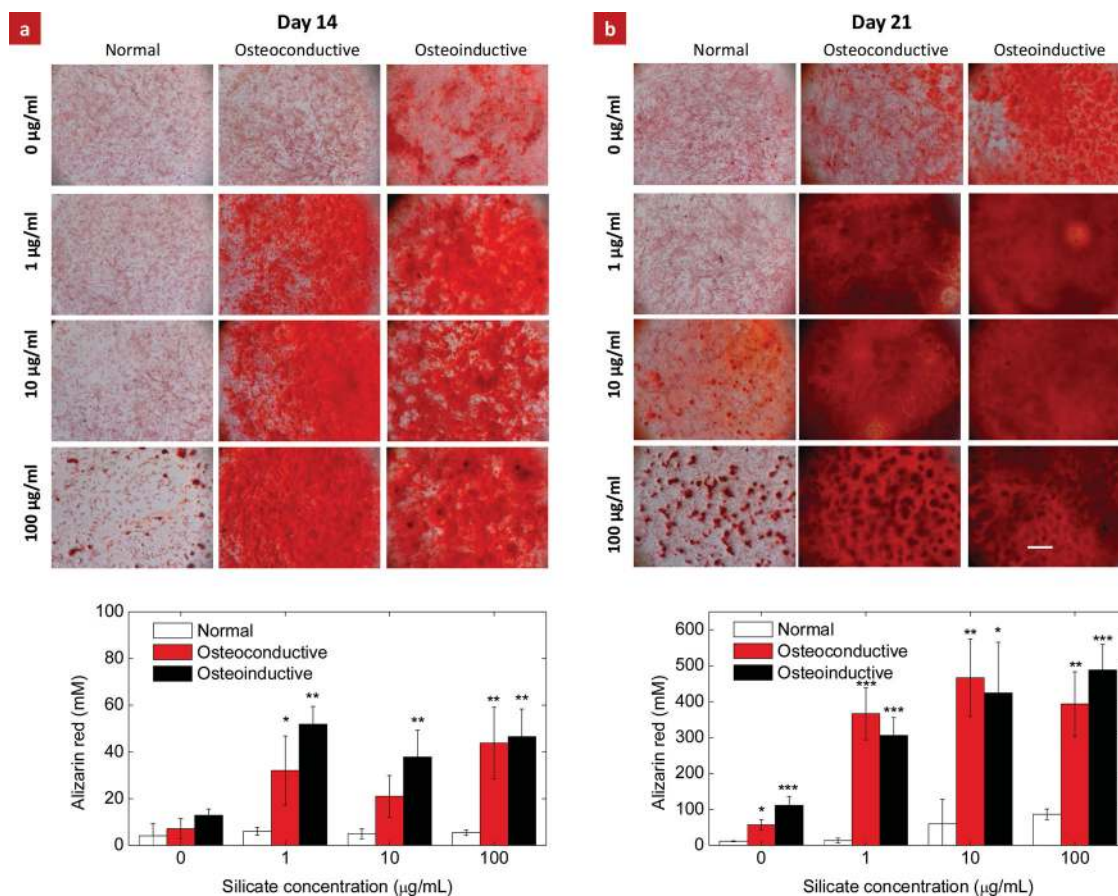 a
Day 14
Normal Osteoconductive Osteoinductive
0 µg/ml
1 µg/ml
10 µg/ml
100 µg/ml
100
80
60
40
20
0
Alizarin red (mM)
Normal
Osteoconductive
Osteoinductive
* ** ** ** **
0 1 10 100
Silicate concentration (µg/mL)
b
Day 21
Normal Osteoconductive Osteoinductive
0 µg/ml
1 µg/ml
10 µg/ml
100 µg/ml
600
500
400
300
200
100
0
Alizarin red (mM)
Normal
Osteoconductive
Osteoinductive
* *** *** *** ** * ** ***
0 1 10 100
Silicate concentration (µg/mL)